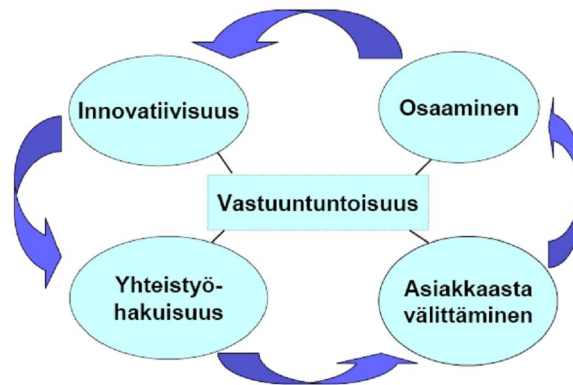 Innovatiivisuus
Osaaminen
Vastuuntuntoisuus
Yhteistyö-
hakuisuus
Asiakkaasta
välittäminen